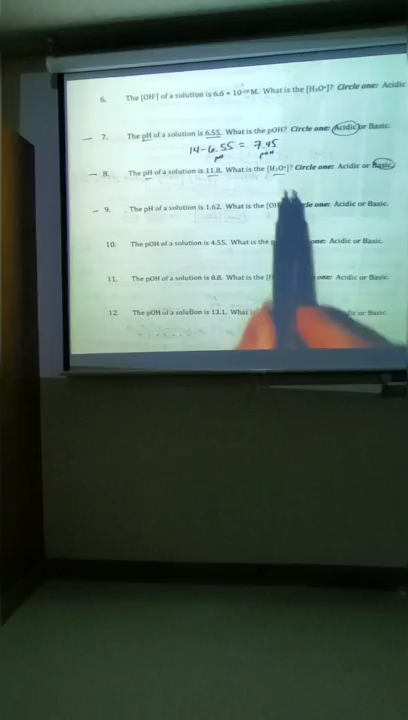 6. The [OH⁻] of a solution is 6.6 × 10⁻¹⁰ M. What is the [H₃O⁺]? Circle one: Acidic
— 7. The pH of a solution is 6.55. What is the pOH? Circle one: Acidic or Basic.
14-6.55 = 7.45
pH pOH
— 8. The pH of a solution is 11.8. What is the [H₃O⁺]? Circle one: Acidic or Basic.
— 9. The pH of a solution is 1.62. What is the one: Acidic or Basic.
10. The pOH of a solution is 4.55. What is the one: Acidic or Basic.
11. The pOH of a solution is 8.8. What is the one: Acidic or Basic.
12. The pOH of a solution is 12.1. What or Basic.